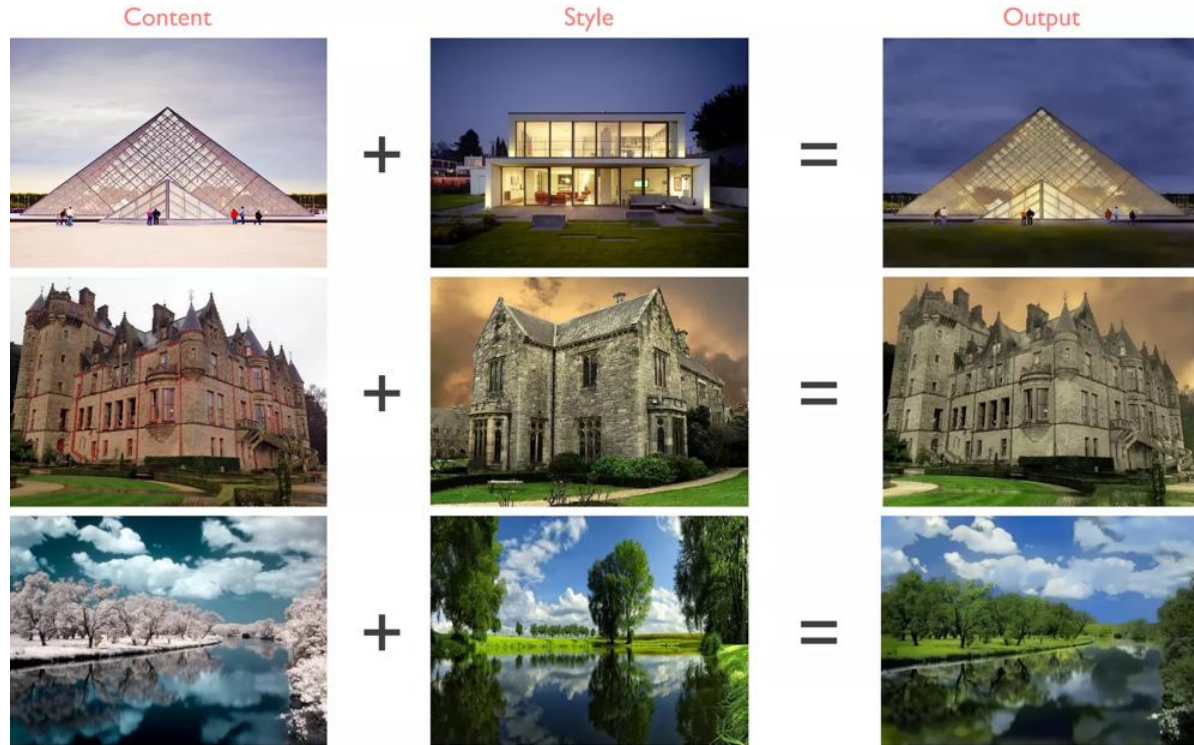 Content
Style
Output
+
=
+
=
+
=